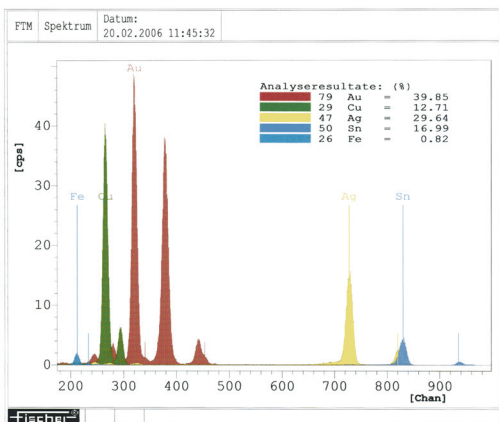 FTM Spektrum Datum:
20.02.2006 11:45:32
Au
Analyseresultate: (%)
79 Au = 39.85
29 Cu = 12.71
47 Ag = 29.64
50 Sn = 16.99
26 Fe = 0.82
[cps]
40
30
20
10
0
Fe Cu Ag Sn
200 300 400 500 600 700 800 900
[Chan]
Fischer